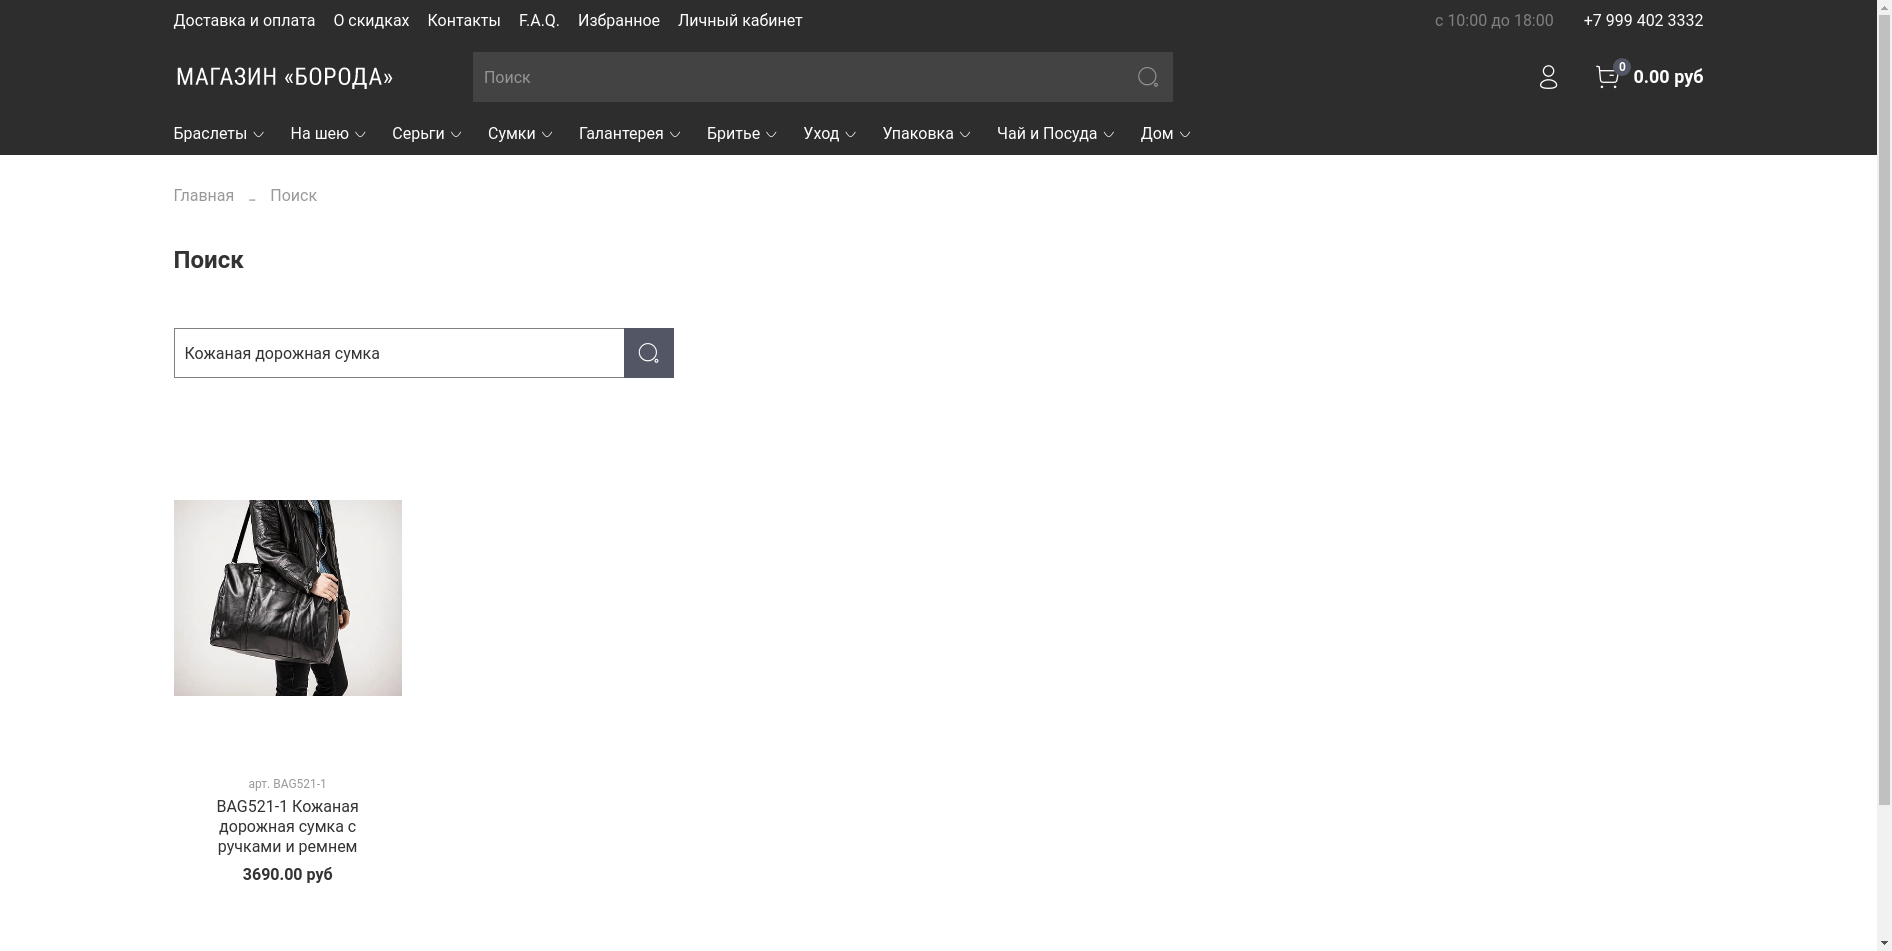 Доставка и оплата О скидках Контакты F.A.Q. Избранное Личный кабинет с 10:00 до 18:00 +7 999 402 3332
МАГАЗИН «БОРОДА» Поиск 0 0.00 руб
Браслеты На шею Серьги Сумки Галантерея Бритье Уход Упаковка Чай и Посуда Дом
Главная Поиск
Поиск
Кожаная дорожная сумка
арт. BAG521-1
BAG521-1 Кожаная
дорожная сумка с
ручками и ремнем
3690.00 руб